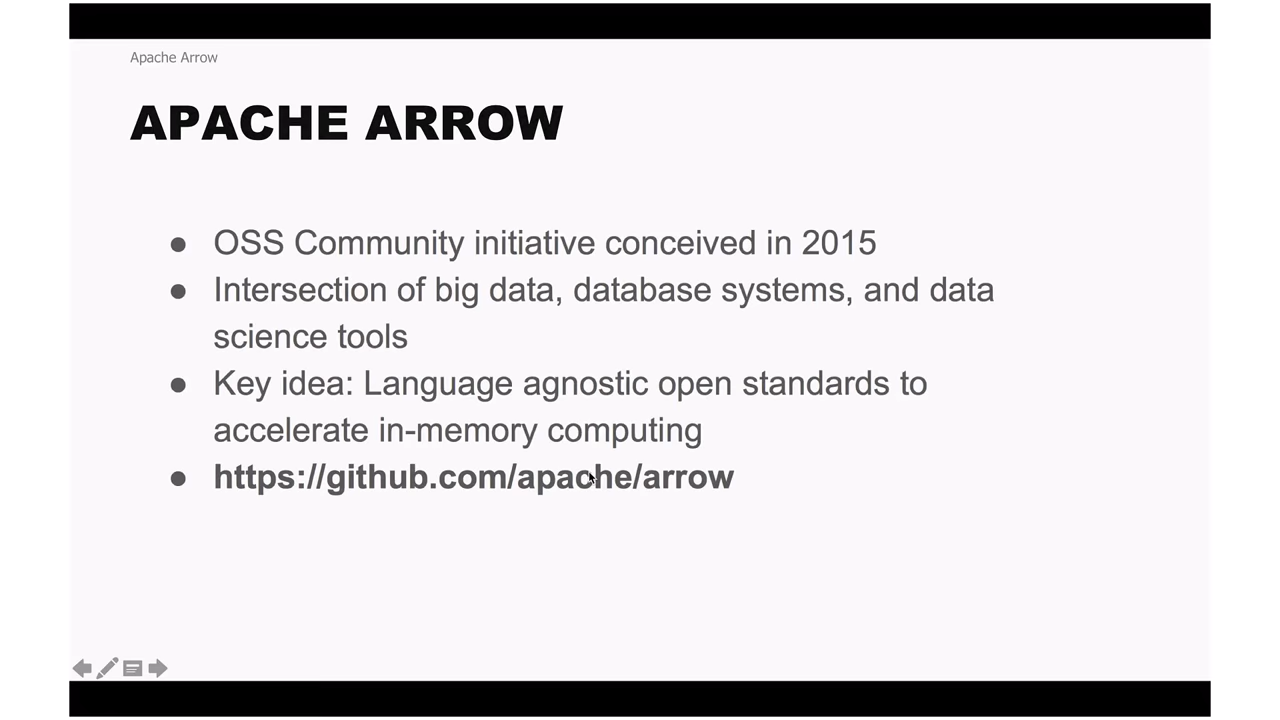 Apache Arrow
APACHE ARROW
● OSS Community initiative conceived in 2015
● Intersection of big data, database systems, and data
science tools
● Key idea: Language agnostic open standards to
accelerate in-memory computing
● https://github.com/apache/arrow